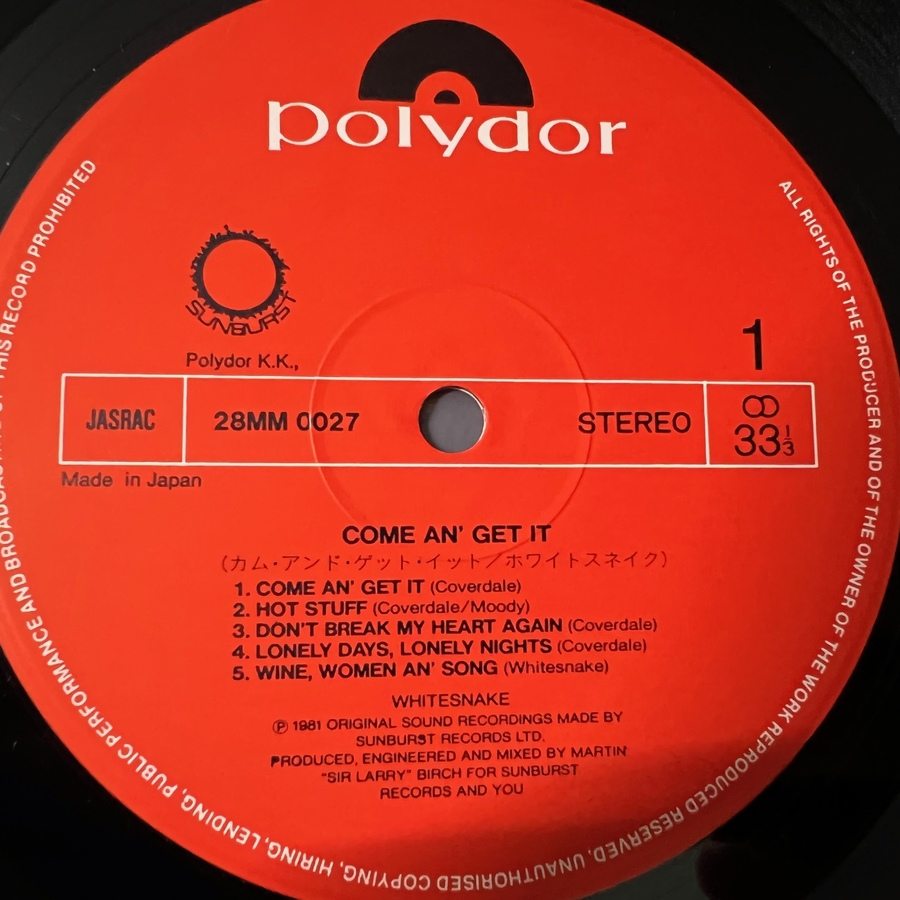 polydor
SUNBURST
Polydor K.K.,
1
JASRAC
28MM 0027
STEREO
33 1/3
Made in Japan
COME AN' GET IT
(カム・アンド・ゲット・イット/ホワイトスネイク)
1. COME AN' GET IT (Coverdale)
2. HOT STUFF (Coverdale/Moody)
3. DON'T BREAK MY HEART AGAIN (Coverdale)
4. LONELY DAYS, LONELY NIGHTS (Coverdale)
5. WINE, WOMEN AN' SONG (Whitesnake)
WHITESNAKE
Ⓟ 1981 ORIGINAL SOUND RECORDINGS MADE BY
SUNBURST RECORDS LTD.
PRODUCED, ENGINEERED AND MIXED BY MARTIN
"SIR LARRY" BIRCH FOR SUNBURST
RECORDS AND YOU
ALL RIGHTS OF THE PRODUCER AND OF THE OWNER OF THE WORK REPRODUCED RESERVED. UNAUTHORISED COPYING, HIRING, LENDING, PUBLIC PERFORMANCE AND THIS RECORD PROHIBITED